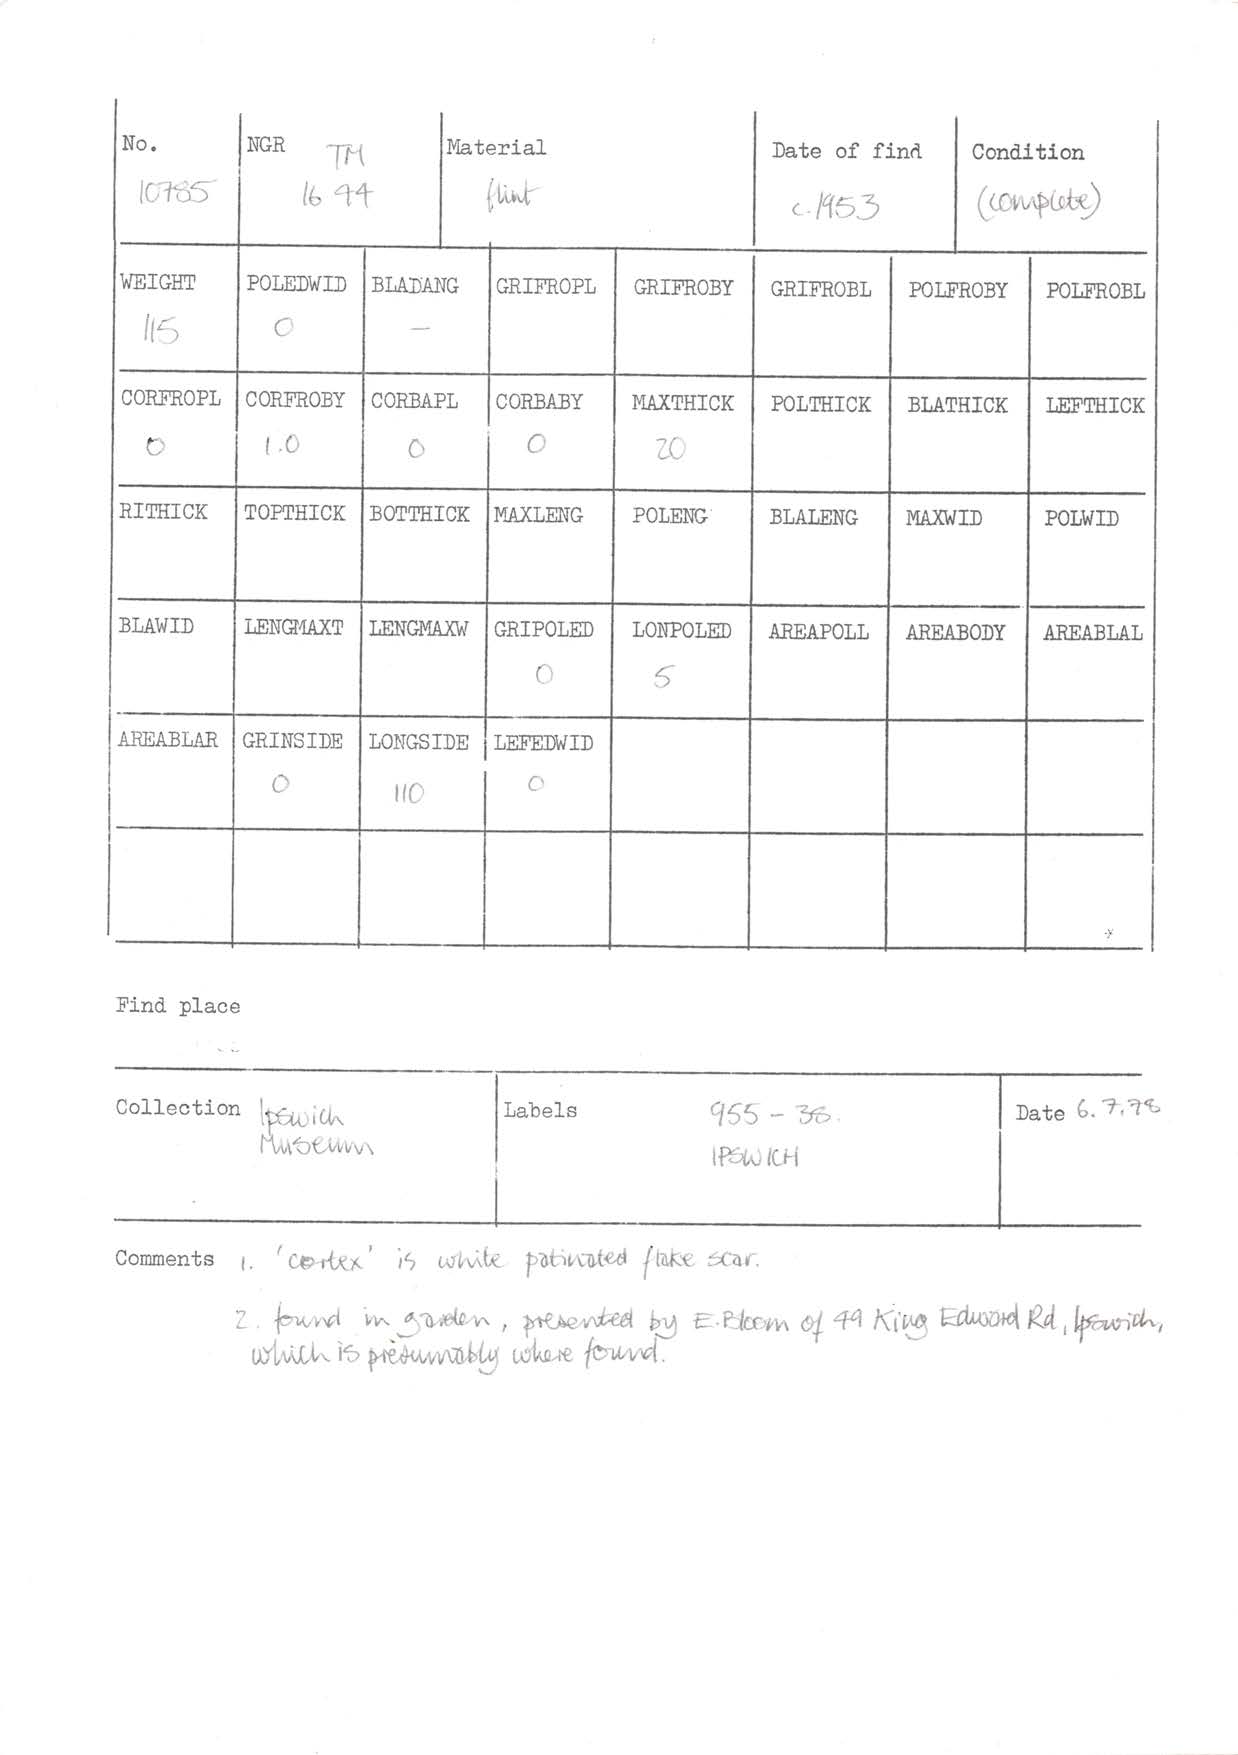 No. NGR TM Material Date of find Condition
10785 16 44 flint c.1953 (complete)
WEIGHT POLEDWID BLADANG GRIFROPL GRIFROBY GRIFROBL POLFROBY POLFROBL
115 0 –
CORFROPL CORFROBY CORBAPL CORBABY MAXTHICK POLTHICK BLATHICK LEFTHICK
0 1.0 0 0 20
RITHICK TOPTHICK BOTTHICK MAXLENG POLENG BLALENG MAXWID POLWID
BLAWID LENGMAXT LENGMAXW GRIPOLED LONPOLED AREAPOLL AREABODY AREABLAL
0 5
AREABLAR GRINSIDE LONGSIDE LEFEDWID
0 110 0
Find place
Collection Ipswich Labels 955 – 38. Date 6.7.78
Museum IPSWICH
Comments 1. 'cortex' is white patinated flake scar.
2. found in garden, presented by E. Bloom of 49 King Edward Rd, Ipswich,
which is presumably where found.